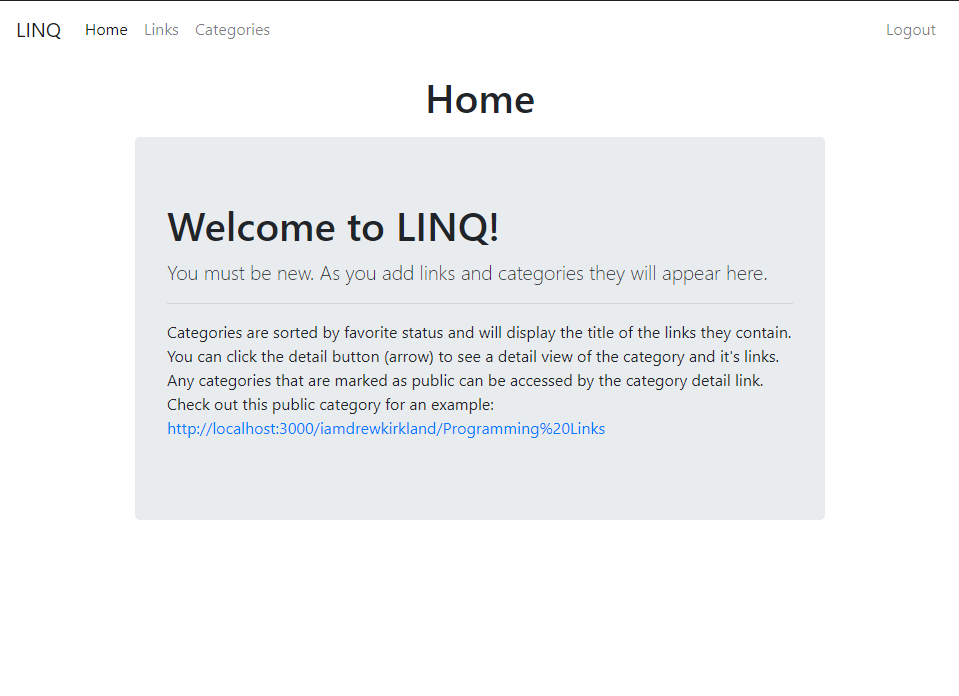 LINQ Home Links Categories Logout
Home
Welcome to LINQ!
You must be new. As you add links and categories they will appear here.
Categories are sorted by favorite status and will display the title of the links they contain.
You can click the detail button (arrow) to see a detail view of the category and it's links.
Any categories that are marked as public can be accessed by the category detail link.
Check out this public category for an example:
http://localhost:3000/iamdrewkirkland/Programming%20Links